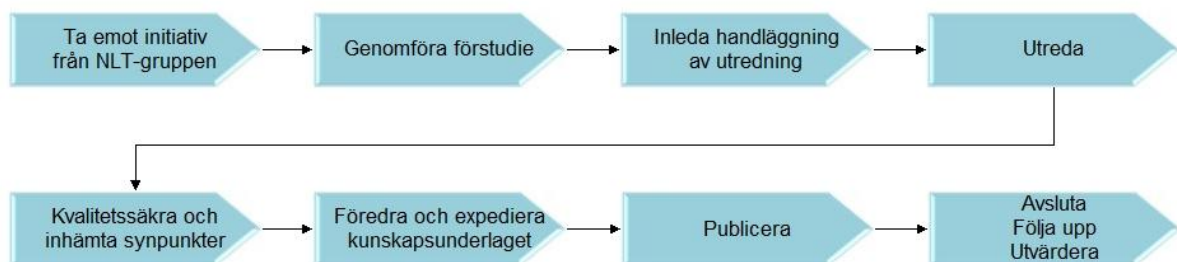 Ta emot initiativ
från NLT-gruppen
Genomföra förstudie
Inleda handläggning
av utredning
Utreda
Kvalitetssäkra och
inhämta synpunkter
Föredra och expediera
kunskapsunderlaget
Publicera
Avsluta
Följa upp
Utvärdera